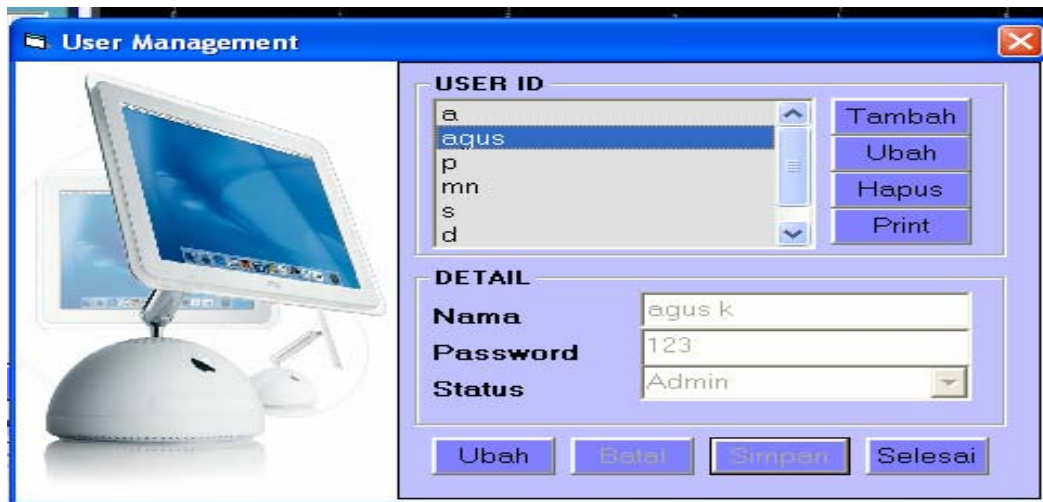 User Management
USER ID
a
agus
p
mn
s
d
Tambah
Ubah
Hapus
Print
DETAIL
Nama agus k
Password 123
Status Admin
Ubah Batal Simpan Selesai